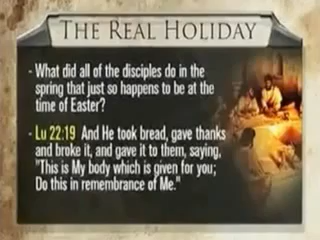 THE REAL HOLIDAY
- What did all of the disciples do in the
spring that just so happens to be at the
time of Easter?
- Lu 22:19 And He took bread, gave thanks
and broke it, and gave it to them, saying,
"This is My body which is given for you;
Do this in remembrance of Me."